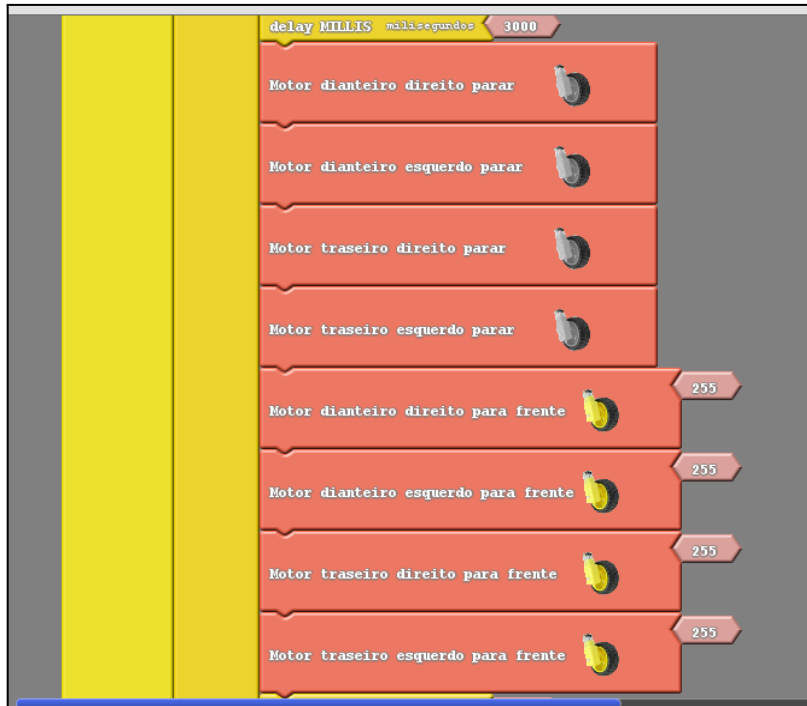 delay MILLIS milisegundos 3000
Motor dianteiro direito parar
Motor dianteiro esquerdo parar
Motor traseiro direito parar
Motor traseiro esquerdo parar
255
Motor dianteiro direito para frente
255
Motor dianteiro esquerdo para frente
255
Motor traseiro direito para frente
255
Motor traseiro esquerdo para frente